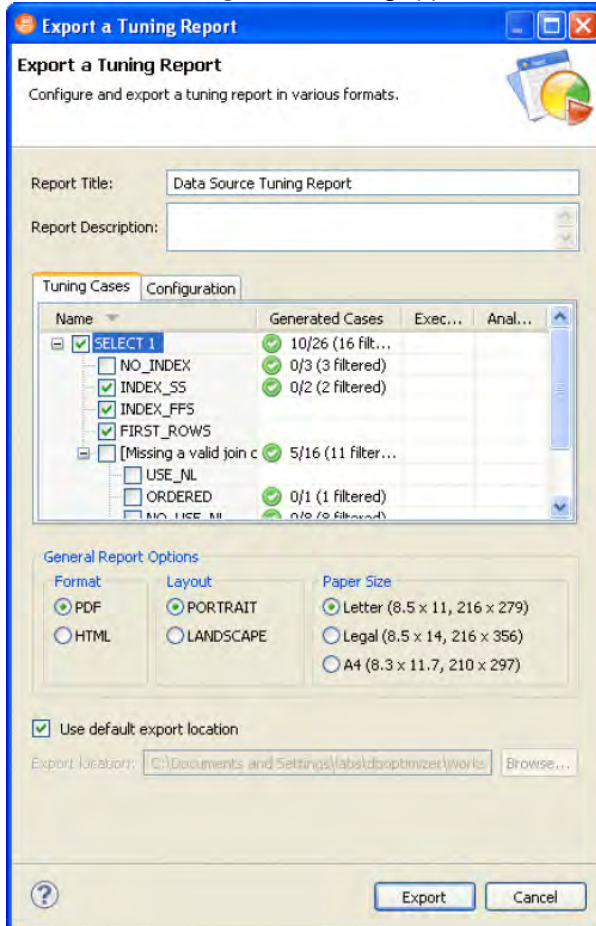 Export a Tuning Report
Export a Tuning Report
Configure and export a tuning report in various formats.
Report Title: Data Source Tuning Report
Report Description:
Tuning Cases Configuration
Name Generated Cases Exec... Anal...
SELECT 1 10/26 (16 filt...
NO_INDEX 0/3 (3 filtered)
INDEX_SS 0/2 (2 filtered)
INDEX_FFS
FIRST_ROWS
[Missing a valid join c 5/16 (11 filter...
USE_NL
ORDERED 0/1 (1 filtered)
NO_USE_NL 0/8 (8 filtered)
General Report Options
Format Layout Paper Size
PDF PORTRAIT Letter (8.5 x 11, 216 x 279)
HTML LANDSCAPE Legal (8.5 x 14, 216 x 356)
A4 (8.3 x 11.7, 210 x 297)
Use default export location
Export location: C:\Documents and Settings\labs\dboptimizer\works Browse...
? Export Cancel